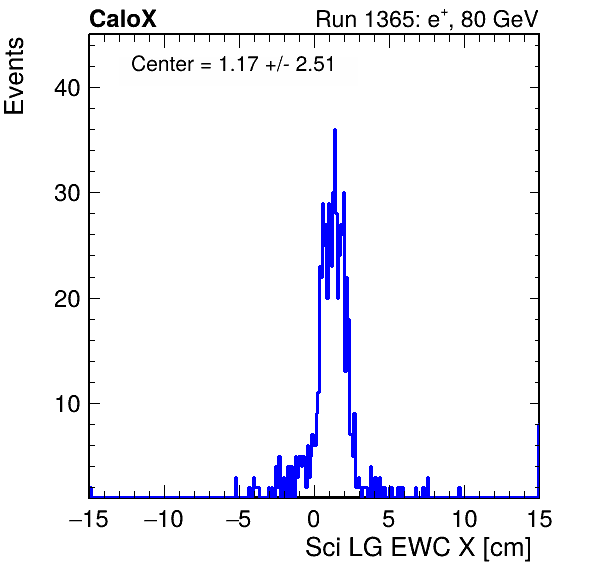 CaloX Run 1365: e⁺, 80 GeV
Center = 1.17 +/- 2.51
Events
40
30
20
10
−15 −10 −5 0 5 10 15
Sci LG EWC X [cm]